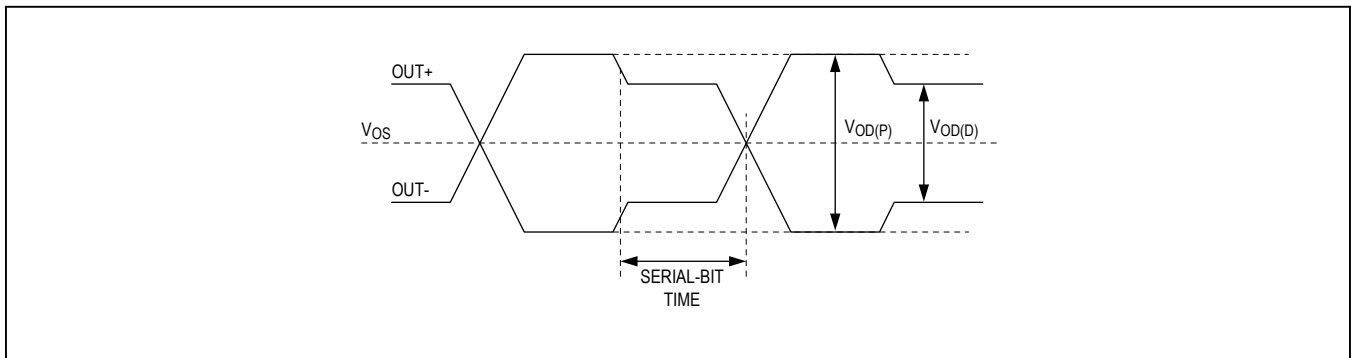 OUT+
VOS
VOD(P)
VOD(D)
OUT-
SERIAL-BIT
TIME